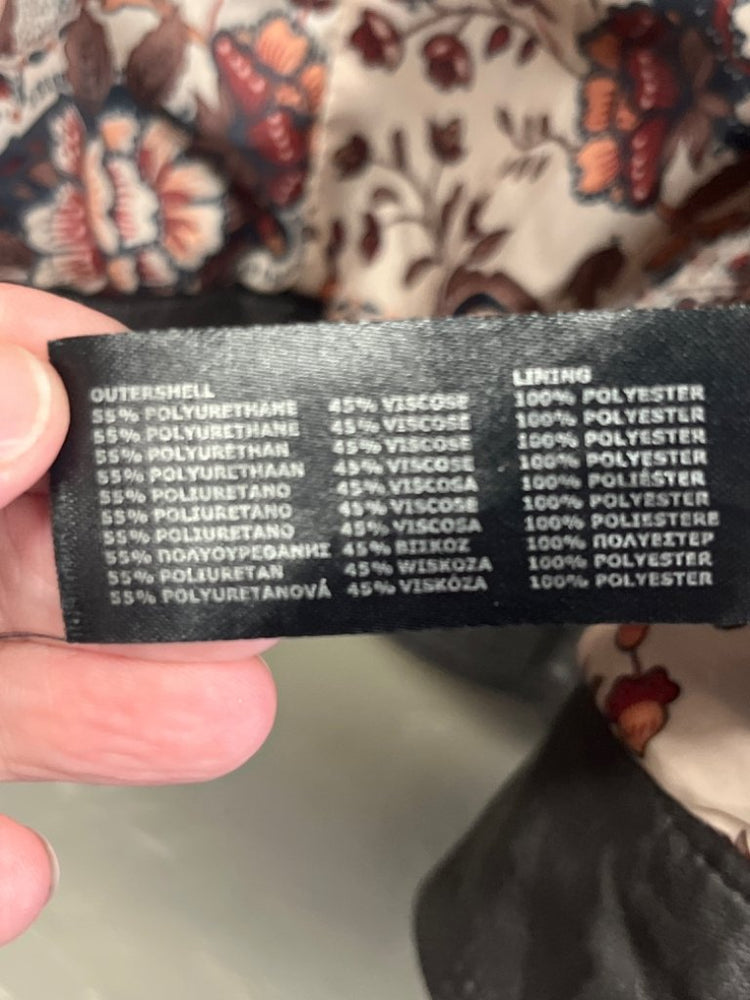 OUTERSHELL LINING
55% POLYURETHANE 45% VISCOSE 100% POLYESTER
55% POLYURETHANE 45% VISCOSE 100% POLYESTER
55% POLYURETHAN 45% VISCOSE 100% POLYESTER
55% POLYURETHAAN 45% VISCOSE 100% POLYESTER
55% POLIURETANO 45% VISCOSA 100% POLIÉSTER
55% POLIURETANO 45% VISCOSE 100% POLYESTER
55% POLIURETANO 45% VISCOSA 100% POLIESTERE
55% ΠΟΛΥΟΥΡΕΘΑΝΗΣ 45% ΒΙΣΚΟΖ 100% ΠΟΛΥΕΣΤΕΡ
55% POLIURETAN 45% WISKOZA 100% POLYESTER
55% POLYURETANOVÁ 45% VISKÓZA 100% POLYESTER